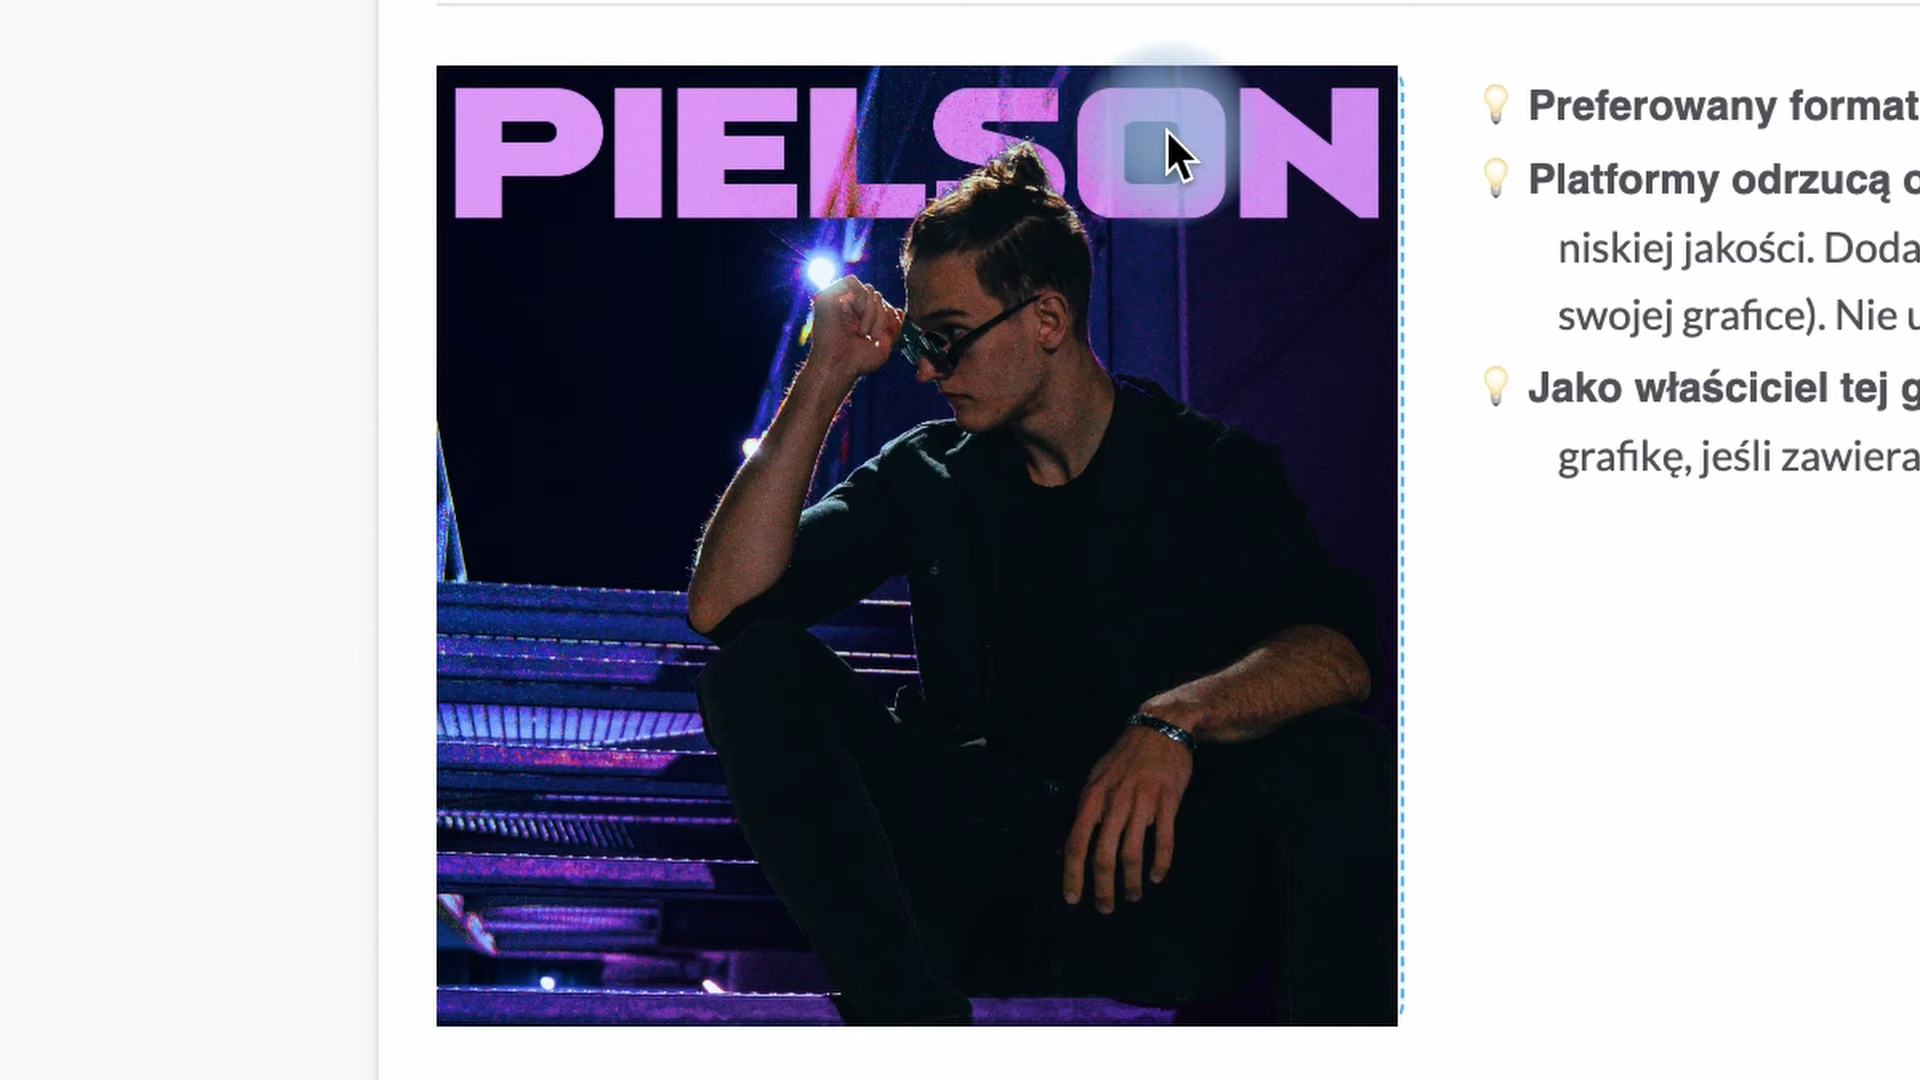 PIELSON
Preferowany format
Platformy odrzucą
niskiej jakości. Doda
swojej grafice). Nie
Jako właściciel tej
grafikę, jeśli zawiera